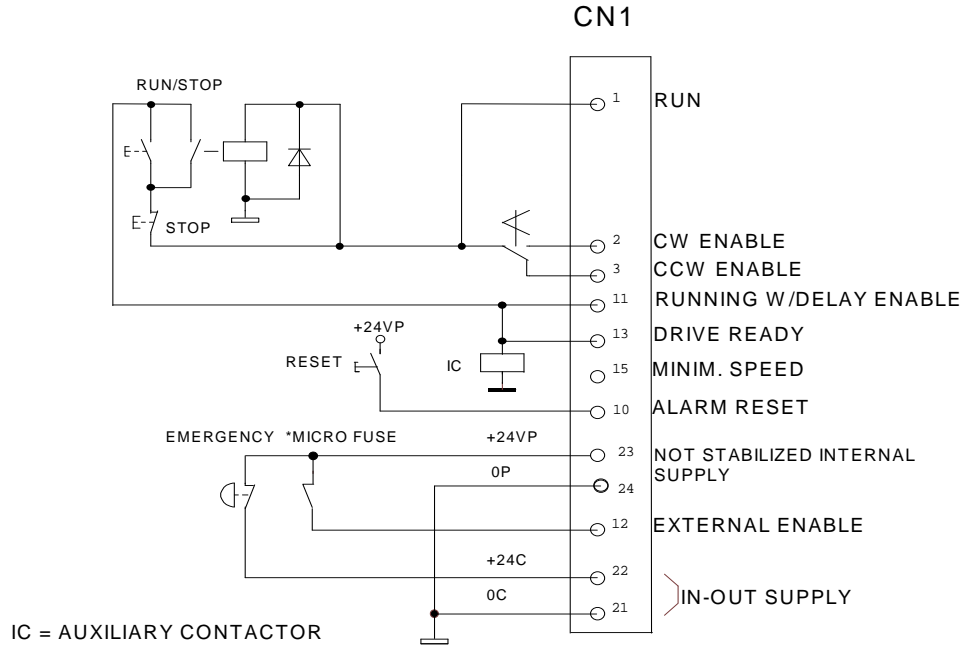 CN1
RUN/STOP
1 RUN
STOP
2 CW ENABLE
3 CCW ENABLE
11 RUNNING W/DELAY ENABLE
+24VP
13 DRIVE READY
RESET
IC
15 MINIM. SPEED
10 ALARM RESET
EMERGENCY *MICRO FUSE
+24VP
23 NOT STABILIZED INTERNAL
SUPPLY
0P
24
12 EXTERNAL ENABLE
+24C
22
0C
IN-OUT SUPPLY
21
IC = AUXILIARY CONTACTOR